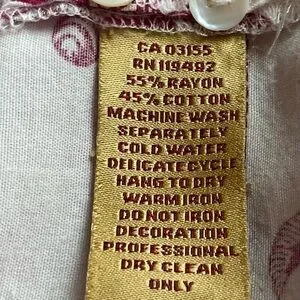 CA 03155
RN 119492
55% RAYON
45% COTTON
MACHINE WASH
SEPARATELY
COLD WATER
DELICATE CYCLE
HANG TO DRY
WARM IRON
DO NOT IRON
DECORATION
PROFESSIONAL
DRY CLEAN
ONLY